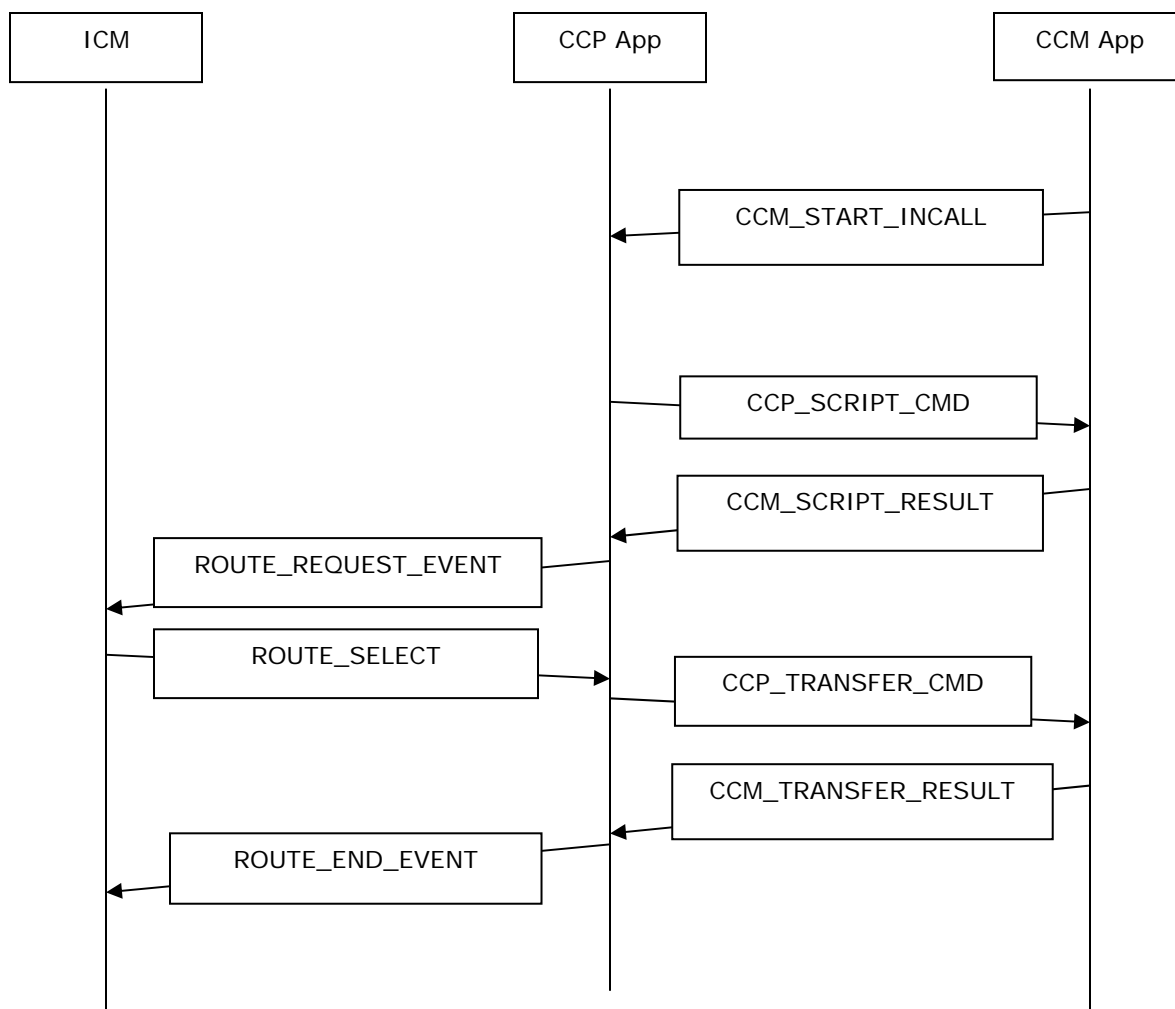 ICM
CCP App
CCM App
CCM_START_INCALL
CCP_SCRIPT_CMD
CCM_SCRIPT_RESULT
ROUTE_REQUEST_EVENT
ROUTE_SELECT
CCP_TRANSFER_CMD
CCM_TRANSFER_RESULT
ROUTE_END_EVENT